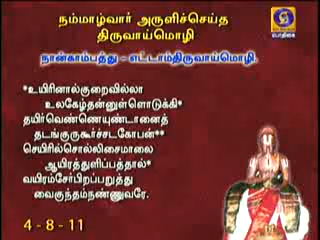 நம்மாழ்வார் அருளிச்செய்த
திருவாய்மொழி
பொதிகை
நான்காம்பத்து - எட்டாம்திருவாய்மொழி.
*உயிரினால்குறைவில்லா
உலகேழ்தன்னுள்ளொடுக்கி*
தயிர்வெண்ணெயுண்டானைத்
தடங்குருகூர்ச்சடகோபன்**
செயிரில்சொல்லிசைமாலை
ஆயிரத்துளிப்பத்தால்*
வயிரம்சேர்பிறப்பறுத்து
வைகுந்தம்நண்ணுவரே.
4-8-11